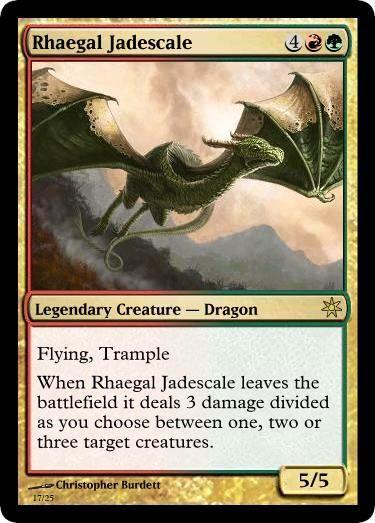 Rhaegal Jadescale 4
Legendary Creature — Dragon
Flying, Trample
When Rhaegal Jadescale leaves the
battlefield it deals 3 damage divided
as you choose between one, two or
three target creatures.
5/5
Christopher Burdett
17/25